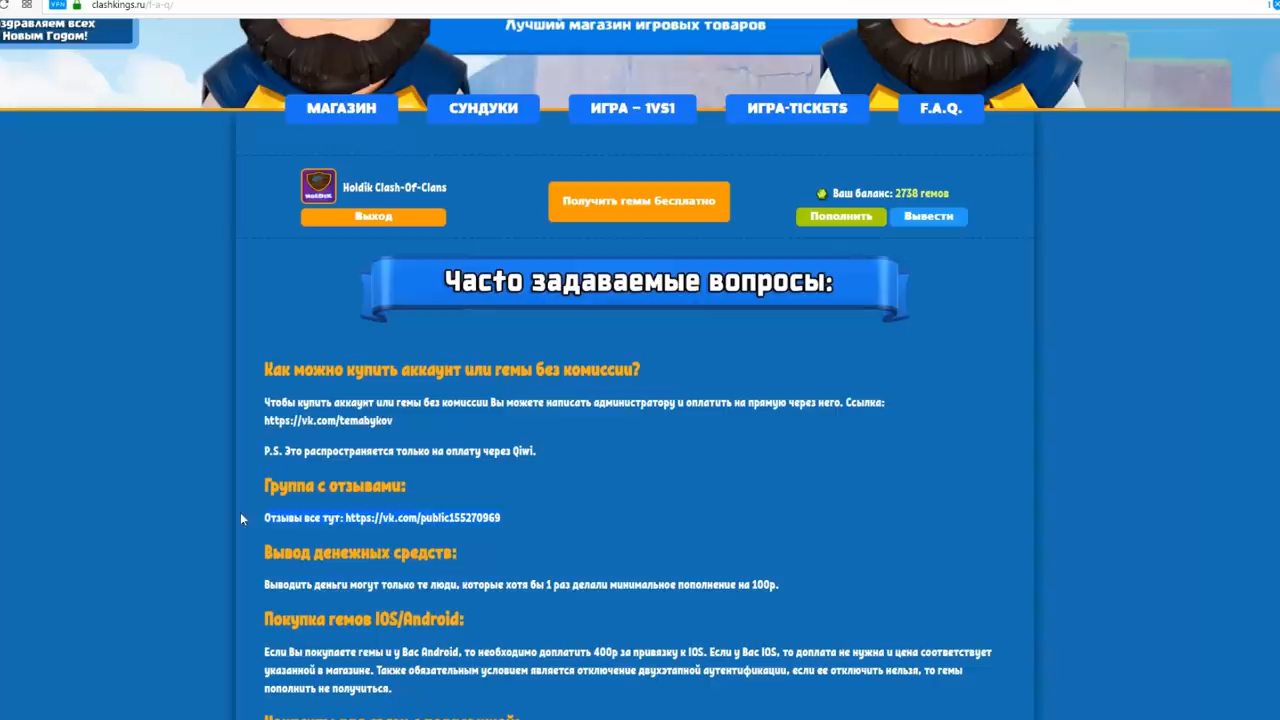 clashkings.ru/f-a-q/
здравляем всех
Новым Годом!
Лучший магазин игровых товаров
МАГАЗИН
СУНДУКИ
ИГРА – 1VS1
ИГРА-TICKETS
F.A.Q.
HOLDIK
Holdik Clash-Of-Clans
Выход
Получить гемы бесплатно
Ваш баланс: 2738 гемов
Пополнить
Вывести
Часто задаваемые вопросы:
Как можно купить аккаунт или гемы без комиссии?
Чтобы купить аккаунт или гемы без комиссии Вы можете написать администратору и оплатить на прямую через него. Ссылка:
https://vk.com/temabykov
P.S. Это распространяется только на оплату через Qiwi.
Группа с отзывами:
Отзывы все тут: https://vk.com/public155270969
Вывод денежных средств:
Выводить деньги могут только те люди, которые хотя бы 1 раз делали минимальное пополнение на 100р.
Покупка гемов IOS/Android:
Если Вы покупаете гемы и у Вас Android, то необходимо доплатить 400р за привязку к IOS. Если у Вас IOS, то доплата не нужна и цена соответствует
указанной в магазине. Также обязательным условием является отключение двухэтапной аутентификации, если ее отключить нельзя, то гемы
пополнить не получиться.